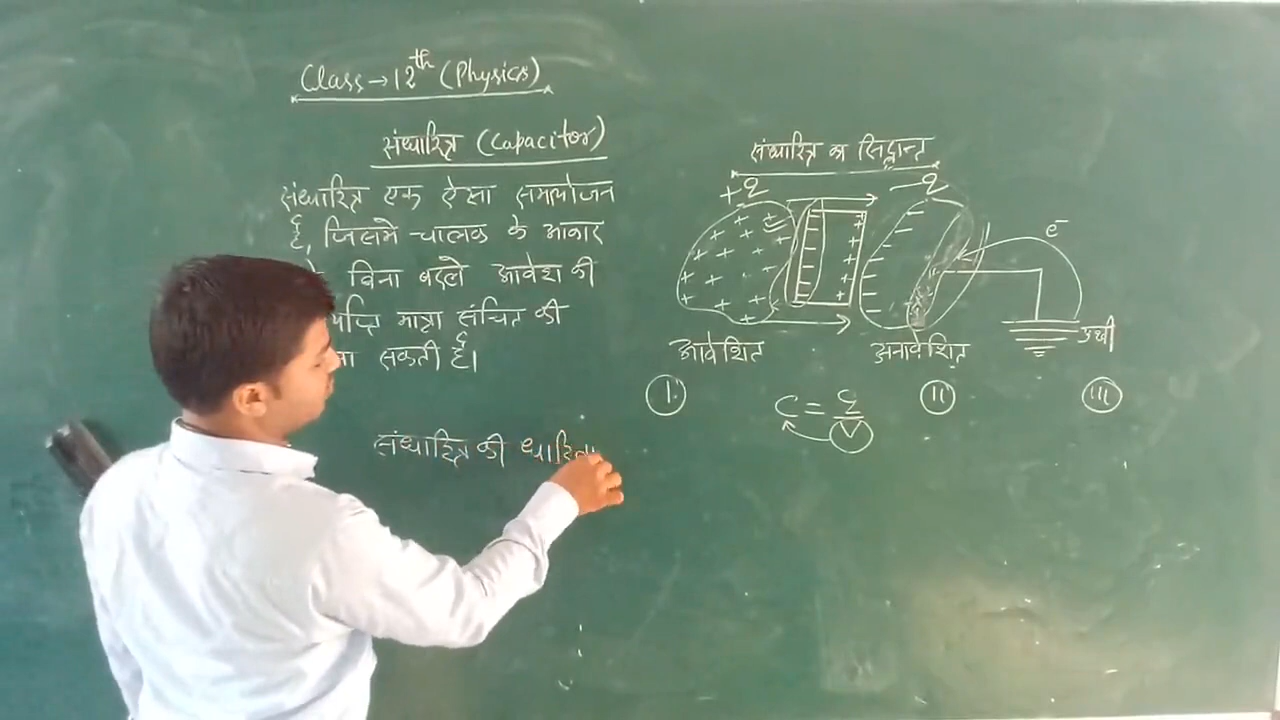 Class → 12th (Physics)
संधारित्र (Capacitor)
संधारित्र एक ऐसा समायोजन
है, जिसमे चालक के आकार
बिना बदले आवेश की
मात्रा संचित की
सकती है।
संधारित्र की धारिता
संधारित्र का सिद्धान्त
+q
-q
e⁻
पृथ्वी
आवेशित
अनावेशित
I
II
III
C = q/V